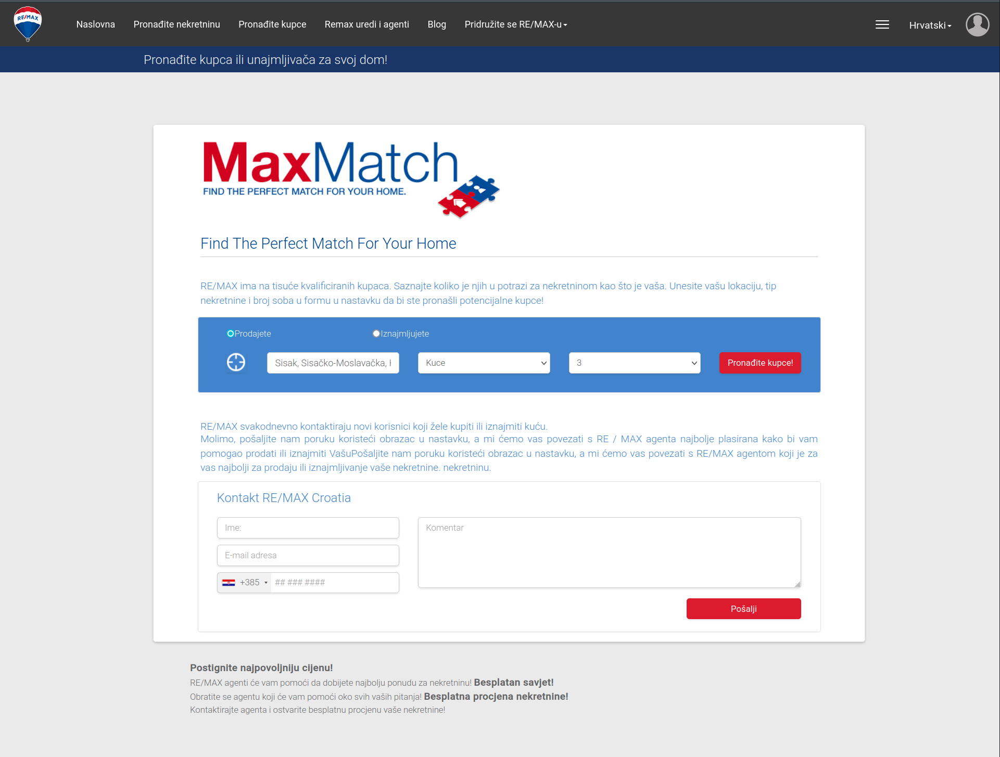 RE/MAX
Naslovna Pronađite nekretninu Pronađite kupce Remax uredi i agenti Blog Pridružite se RE/MAX-u Hrvatski
Pronađite kupca ili unajmljivača za svoj dom!
MaxMatch
FIND THE PERFECT MATCH FOR YOUR HOME.
Find The Perfect Match For Your Home
RE/MAX ima na tisuće kvalificiranih kupaca. Saznajte koliko je njih u potrazi za nekretninom kao što je vaša. Unesite vašu lokaciju, tip
nekretnine i broj soba u formu u nastavku da bi ste pronašli potencijalne kupce!
Prodajete Iznajmljujete
Sisak, Sisačko-Moslavačka, Kuce 3 Pronađite kupce!
RE/MAX svakodnevno kontaktiraju novi korisnici koji žele kupiti ili iznajmiti kuću.
Molimo, pošaljite nam poruku koristeći obrazac u nastavku, a mi ćemo vas povezati s RE / MAX agenta najbolje plasirana kako bi vam
pomogao prodati ili iznajmiti VašuPošaljite nam poruku koristeći obrazac u nastavku, a mi ćemo vas povezati s RE/MAX agentom koji je za
vas najbolji za prodaju ili iznajmljivanje vaše nekretnine. nekretninu.
Kontakt RE/MAX Croatia
Ime: Komentar
E-mail adresa
+385 ## ### ####
Pošalji
Postignite najpovoljniju cijenu!
RE/MAX agenti će vam pomoći da dobijete najbolju ponudu za nekretninu! Besplatan savjet!
Obratite se agentu koji će vam pomoći oko svih vaših pitanja! Besplatna procjena nekretnine!
Kontaktirajte agenta i ostvarite besplatnu procjenu vaše nekretnine!